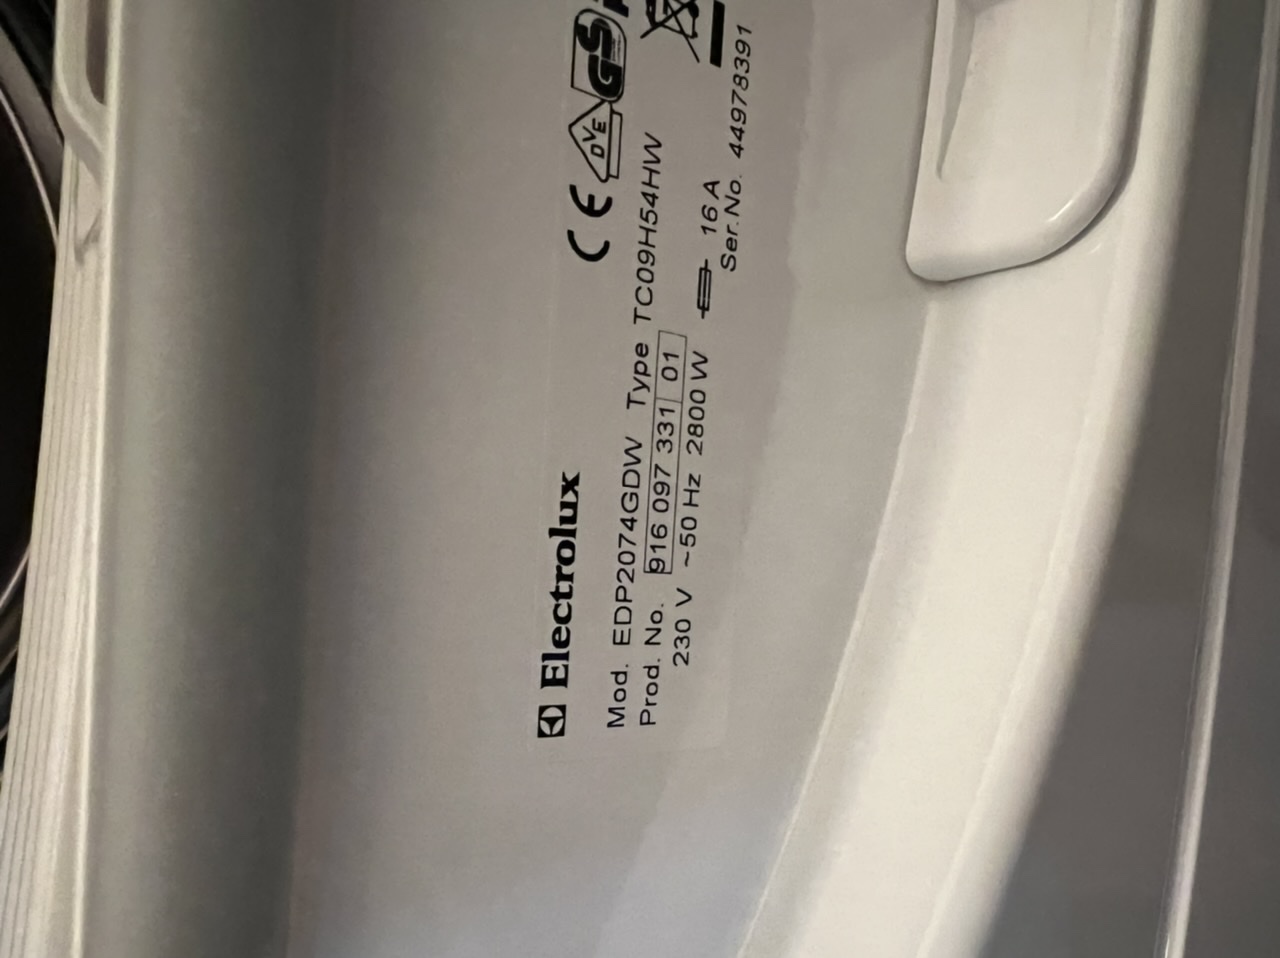 Electrolux
CE DVE GS
Mod. EDP2074GDW Type TC09H54HW
Prod. No. 916 097 331 01
230 V ~50 Hz 2800 W 16 A
Ser.No. 44978391